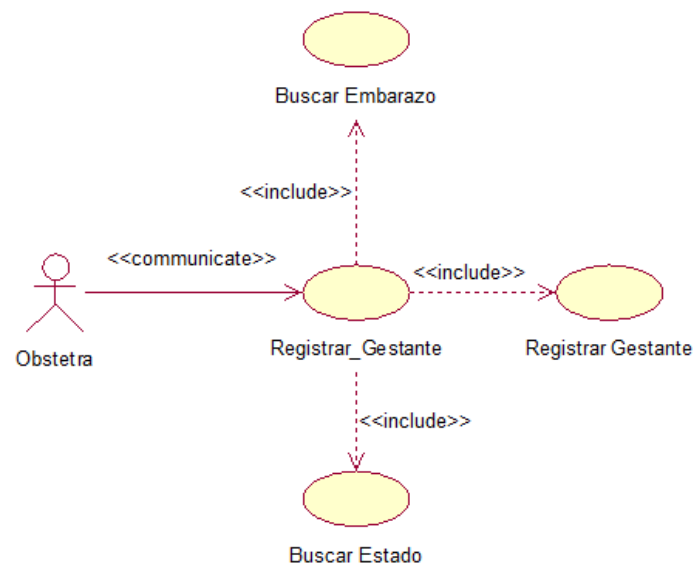 Buscar Embarazo
<<include>>
<<communicate>>
<<include>>
Obstetra
Registrar_Gestante
Registrar Gestante
<<include>>
Buscar Estado